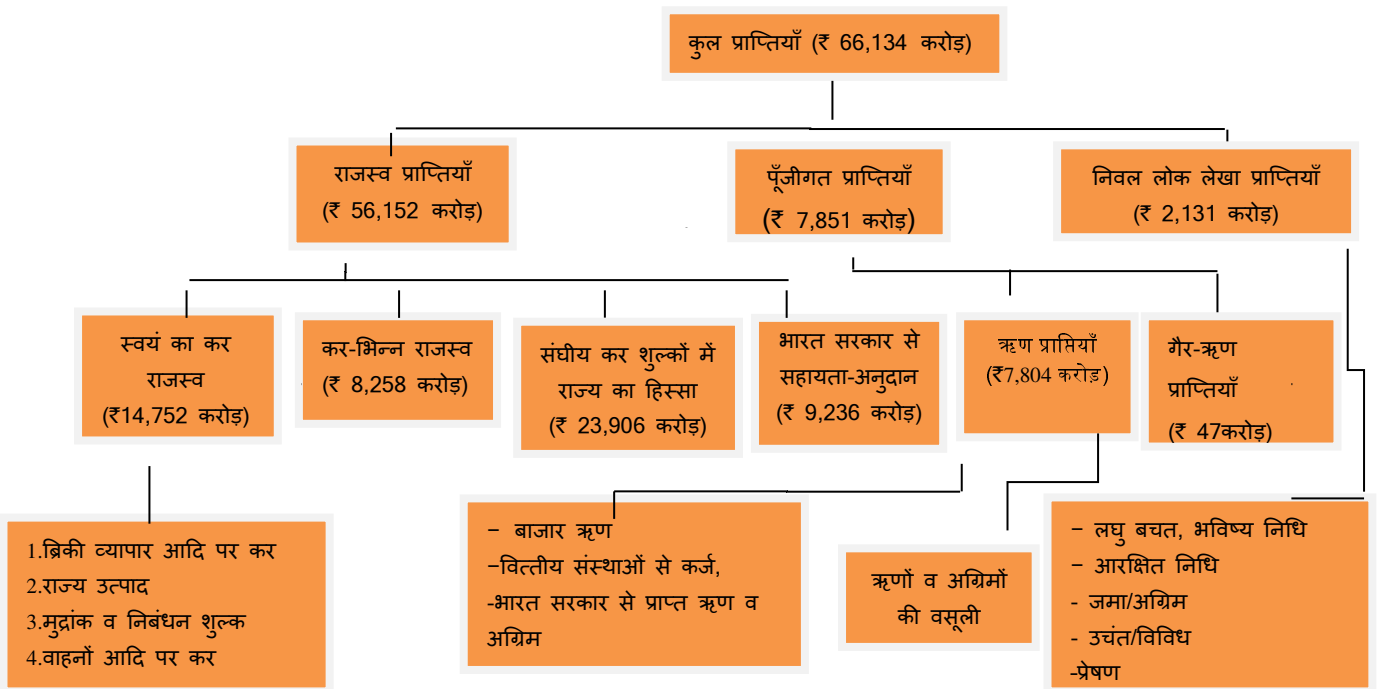 कुल प्राप्तियाँ (₹ 66,134 करोड़)
राजस्व प्राप्तियाँ
(₹ 56,152 करोड़)
पूँजीगत प्राप्तियाँ
(₹ 7,851 करोड़)
निवल लोक लेखा प्राप्तियाँ
(₹ 2,131 करोड़)
स्वयं का कर
राजस्व
(₹14,752 करोड़)
कर-भिन्न राजस्व
(₹ 8,258 करोड़)
संघीय कर शुल्कों में
राज्य का हिस्सा
(₹ 23,906 करोड़)
भारत सरकार से
सहायता-अनुदान
(₹ 9,236 करोड़)
ऋण प्राप्तियाँ
(₹7,804 करोड़)
गैर-ऋण
प्राप्तियाँ
(₹ 47करोड़)
1.ब्रिकी व्यापार आदि पर कर
2.राज्य उत्पाद
3.मुद्रांक व निबंधन शुल्क
4.वाहनों आदि पर कर
– बाजार ऋण
–वित्तीय संस्थाओं से कर्ज,
-भारत सरकार से प्राप्त ऋण व
अग्रिम
ऋणों व अग्रिमों
की वसूली
– लघु बचत, भविष्य निधि
– आरक्षित निधि
- जमा/अग्रिम
- उचंत/विविध
-प्रेषण